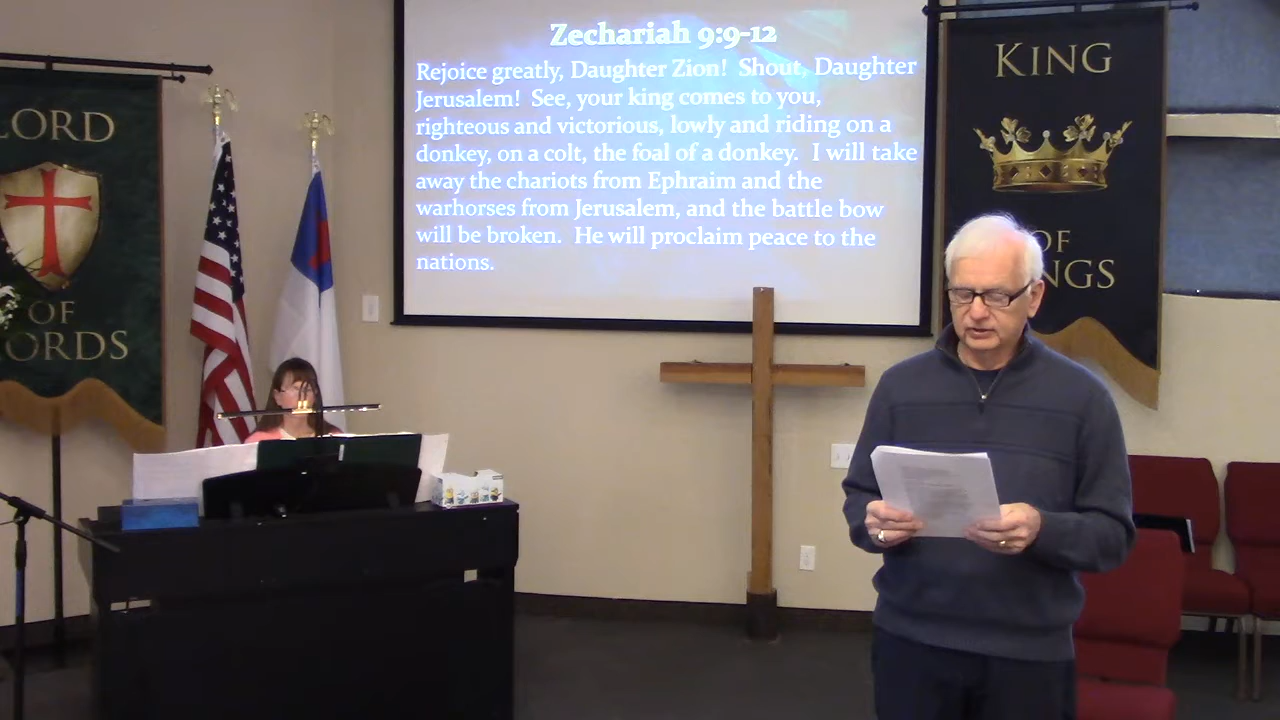 Zechariah 9:9-12
Rejoice greatly, Daughter Zion! Shout, Daughter
Jerusalem! See, your king comes to you,
righteous and victorious, lowly and riding on a
donkey, on a colt, the foal of a donkey. I will take
away the chariots from Ephraim and the
warhorses from Jerusalem, and the battle bow
will be broken. He will proclaim peace to the
nations.
LORD
OF
LORDS
KING
OF
KINGS